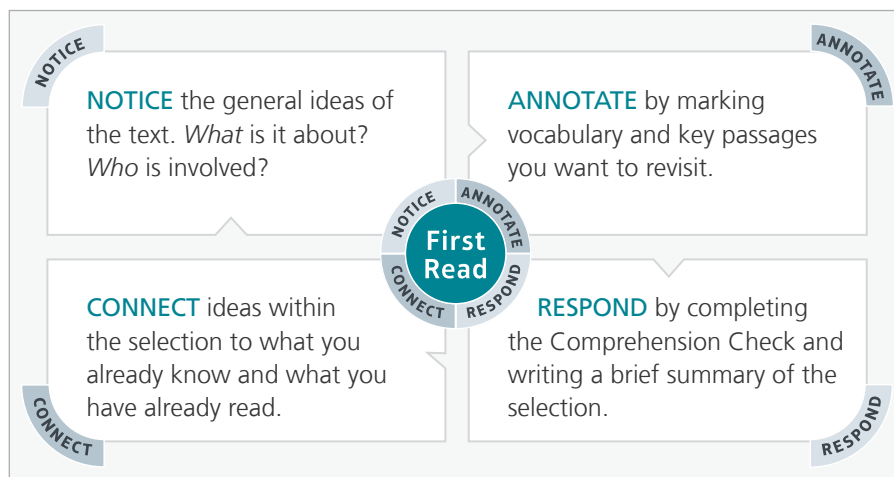 NOTICE
NOTICE the general ideas of
the text. What is it about?
Who is involved?
ANNOTATE
ANNOTATE by marking
vocabulary and key passages
you want to revisit.
NOTICE
ANNOTATE
First
Read
CONNECT
RESPOND
CONNECT ideas within
the selection to what you
already know and what you
have already read.
CONNECT
RESPOND by completing
the Comprehension Check and
writing a brief summary of the
selection.
RESPOND